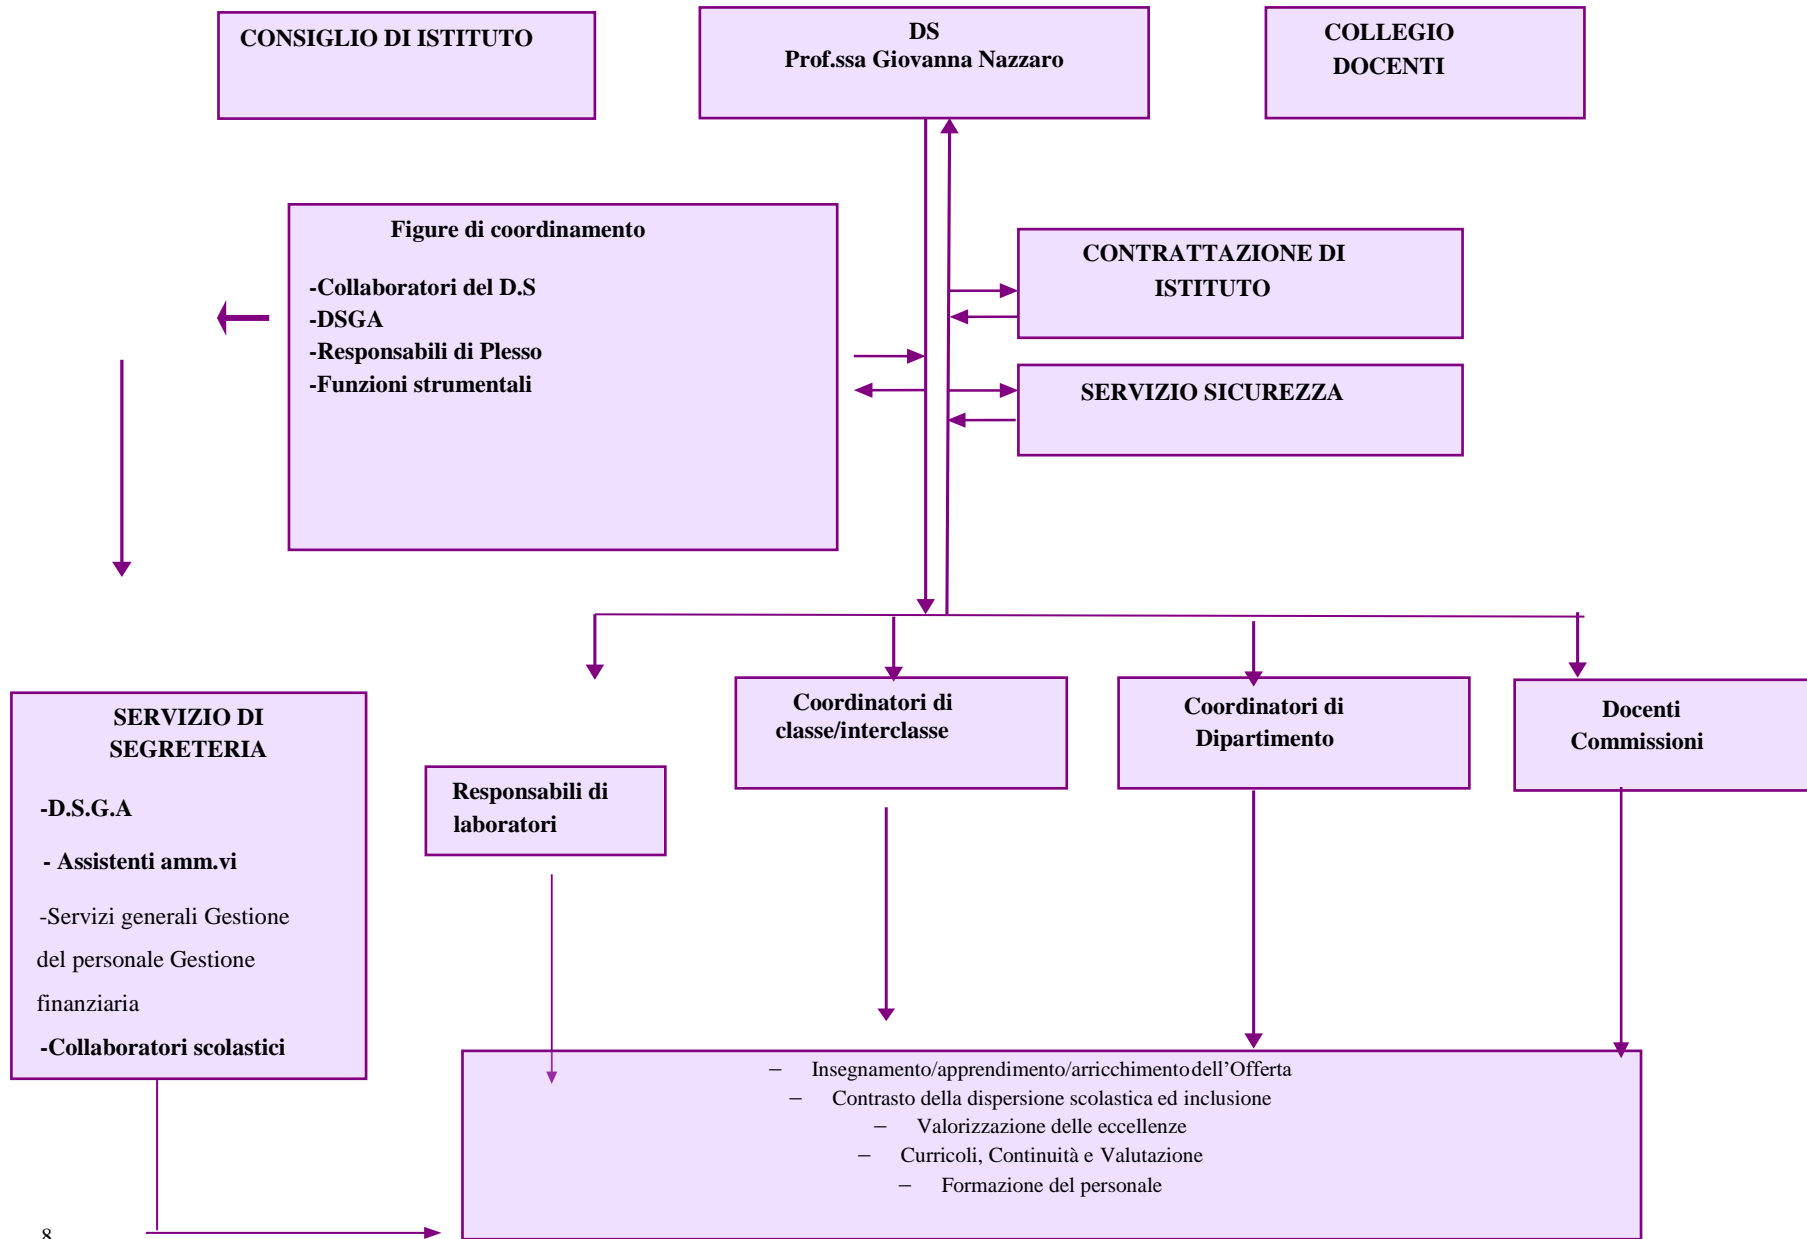 CONSIGLIO DI ISTITUTO
DS
Prof.ssa Giovanna Nazzaro
COLLEGIO
DOCENTI
Figure di coordinamento
-Collaboratori del D.S
-DSGA
-Responsabili di Plesso
-Funzioni strumentali
CONTRATTAZIONE DI
ISTITUTO
SERVIZIO SICUREZZA
SERVIZIO DI
SEGRETERIA
-D.S.G.A
- Assistenti amm.vi
-Servizi generali Gestione
del personale Gestione
finanziaria
-Collaboratori scolastici
Responsabili di
laboratori
Coordinatori di
classe/interclasse
Coordinatori di
Dipartimento
Docenti
Commissioni
– Insegnamento/apprendimento/arricchimento dell’Offerta
– Contrasto della dispersione scolastica ed inclusione
– Valorizzazione delle eccellenze
– Curricoli, Continuità e Valutazione
– Formazione del personale
8